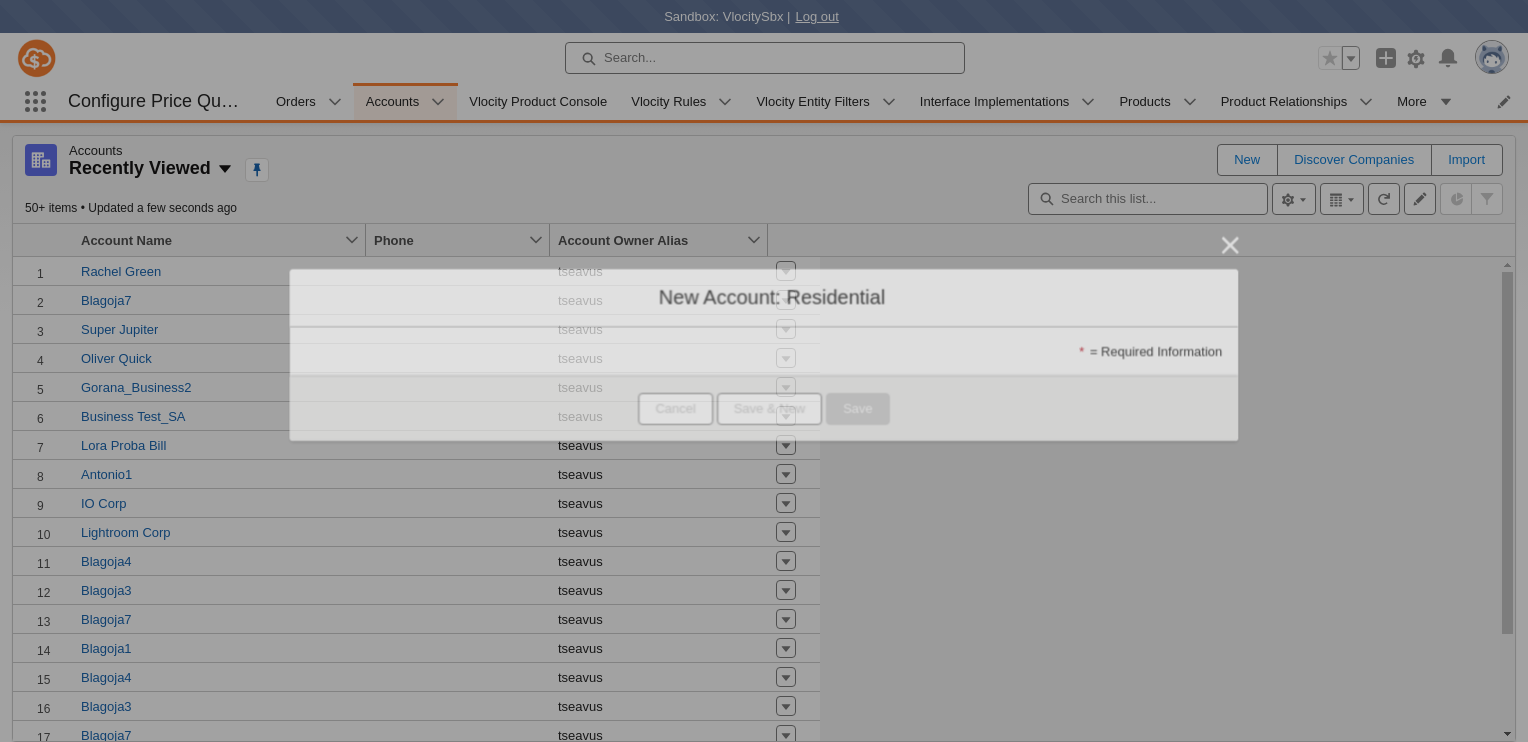 Sandbox: VlocitySbx | Log out
Search...
Configure Price Qu... Orders Accounts Vlocity Product Console Vlocity Rules Vlocity Entity Filters Interface Implementations Products Product Relationships More
Accounts
Recently Viewed
New Discover Companies Import
50+ items • Updated a few seconds ago
Search this list...
Account Name Phone Account Owner Alias
1 Rachel Green tseavus
2 Blagoja7 tseavus
3 Super Jupiter tseavus
4 Oliver Quick tseavus
5 Gorana_Business2 tseavus
6 Business Test_SA tseavus
7 Lora Proba Bill tseavus
8 Antonio1 tseavus
9 IO Corp tseavus
10 Lightroom Corp tseavus
11 Blagoja4 tseavus
12 Blagoja3 tseavus
13 Blagoja7 tseavus
14 Blagoja1 tseavus
15 Blagoja4 tseavus
16 Blagoja3 tseavus
17 Blagoja7 tseavus
New Account: Residential
* = Required Information
Cancel Save & New Save